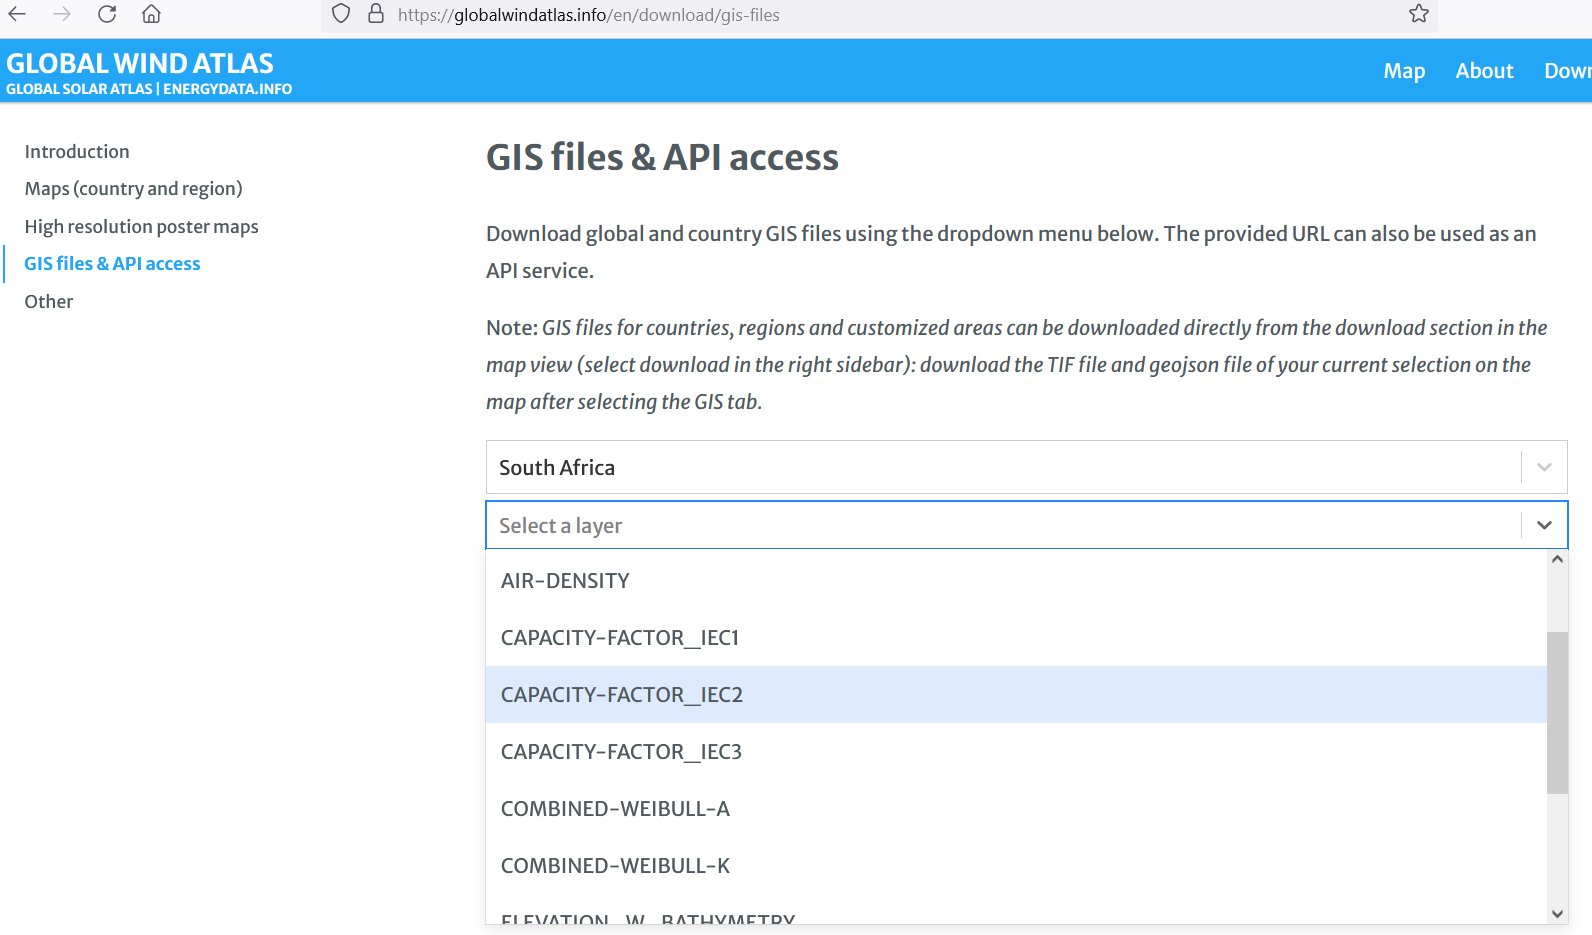 https://globalwindatlas.info/en/download/gis-files
GLOBAL WIND ATLAS
GLOBAL SOLAR ATLAS | ENERGYDATA.INFO
Map About Down
Introduction
Maps (country and region)
High resolution poster maps
GIS files & API access
Other
GIS files & API access
Download global and country GIS files using the dropdown menu below. The provided URL can also be used as an
API service.
Note: GIS files for countries, regions and customized areas can be downloaded directly from the download section in the
map view (select download in the right sidebar): download the TIF file and geojson file of your current selection on the
map after selecting the GIS tab.
South Africa
Select a layer
AIR-DENSITY
CAPACITY-FACTOR_IEC1
CAPACITY-FACTOR_IEC2
CAPACITY-FACTOR_IEC3
COMBINED-WEIBULL-A
COMBINED-WEIBULL-K
ELEVATION_W_BATHYMETRY